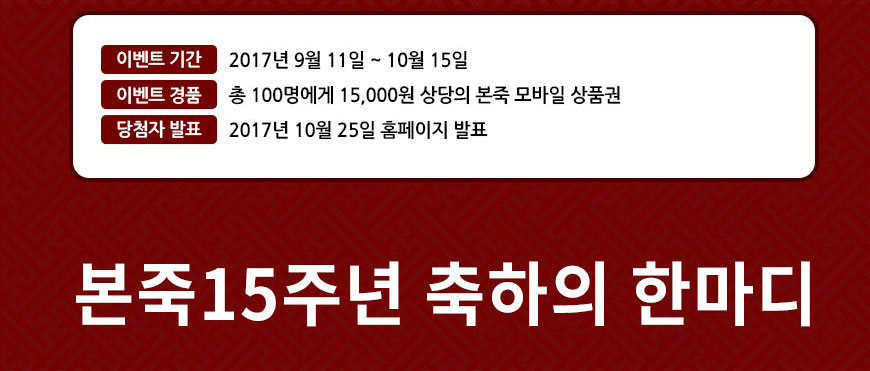 이벤트 기간 2017년 9월 11일 ~ 10월 15일
이벤트 경품 총 100명에게 15,000원 상당의 본죽 모바일 상품권
당첨자 발표 2017년 10월 25일 홈페이지 발표
본죽15주년 축하의 한마디